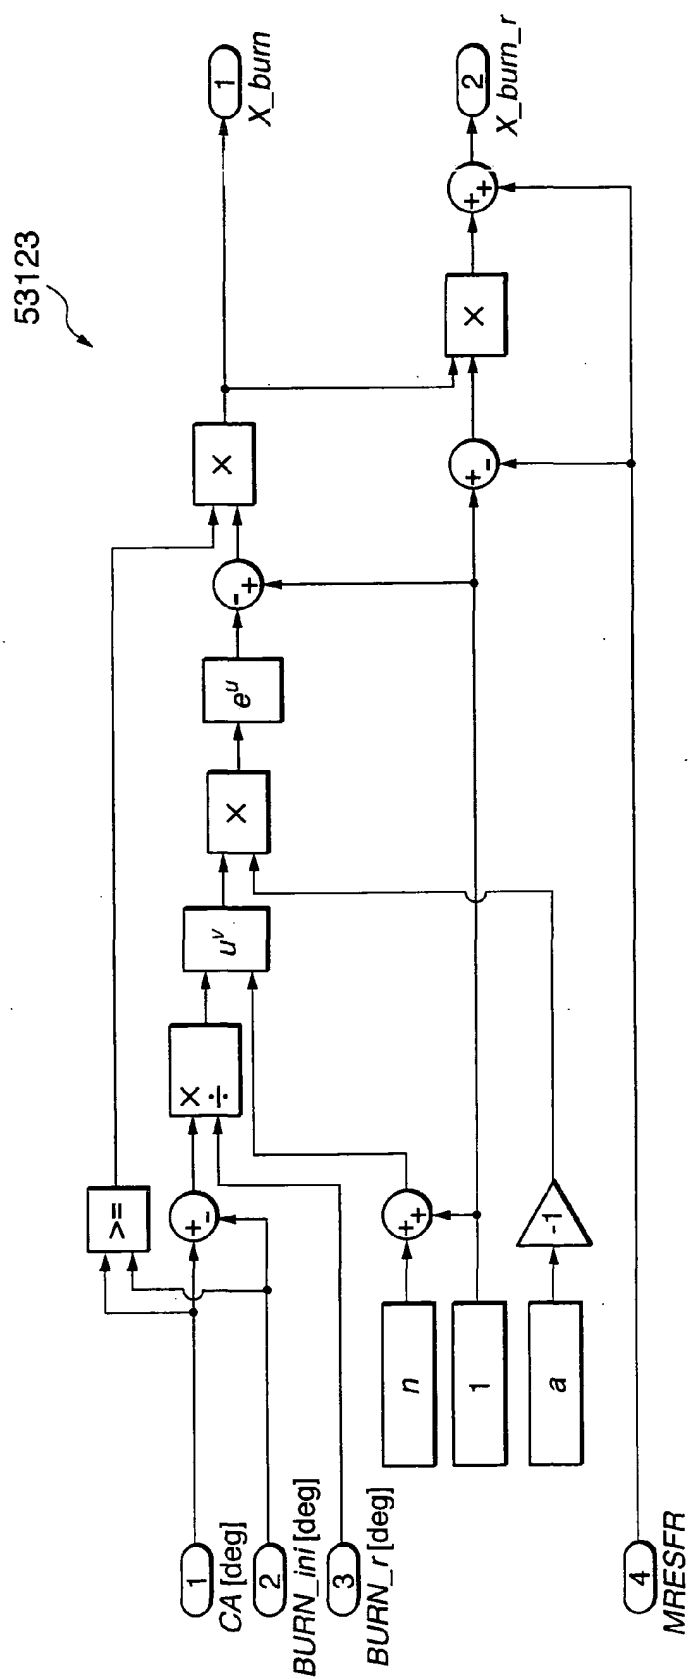 53123
1
CA [deg]
2
BURN_ini [deg]
3
BURN_r [deg]
4
MRESFR
>=
+ -
× ÷
n
1
a
+ +
-1
u^v
×
e^u
- +
×
+ -
×
+ +
1
X_burn
2
X_burn_r